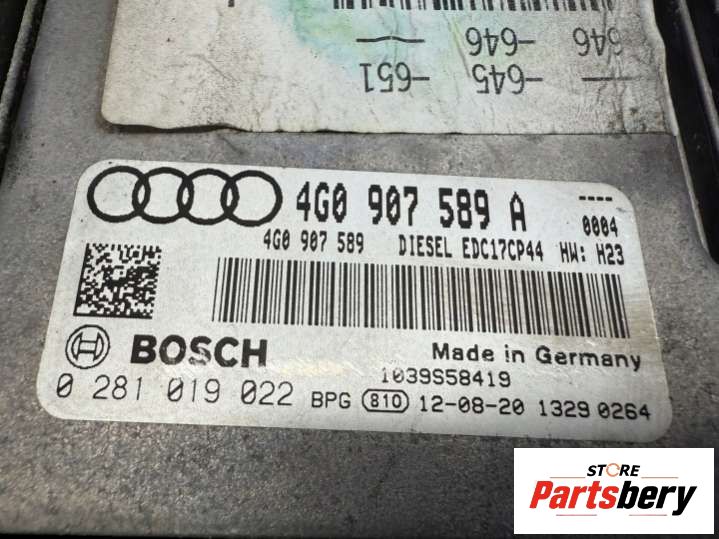 -646 646
-651 -645
4G0 907 589 A ----
0004
4G0 907 589 DIESEL EDC17CP44 HW: H23
BOSCH Made in Germany
1039S58419
0 281 019 022 BPG 810 12-08-20 1329 0264
STORE
Partsbery